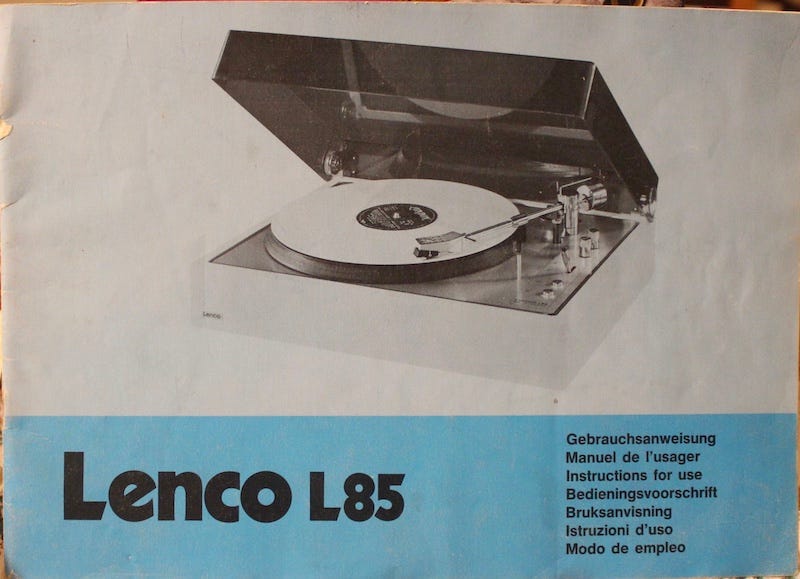 Lenco
Lenco L85
Gebrauchsanweisung
Manuel de l'usager
Instructions for use
Bedieningsvoorschrift
Bruksanvisning
Istruzioni d'uso
Modo de empleo